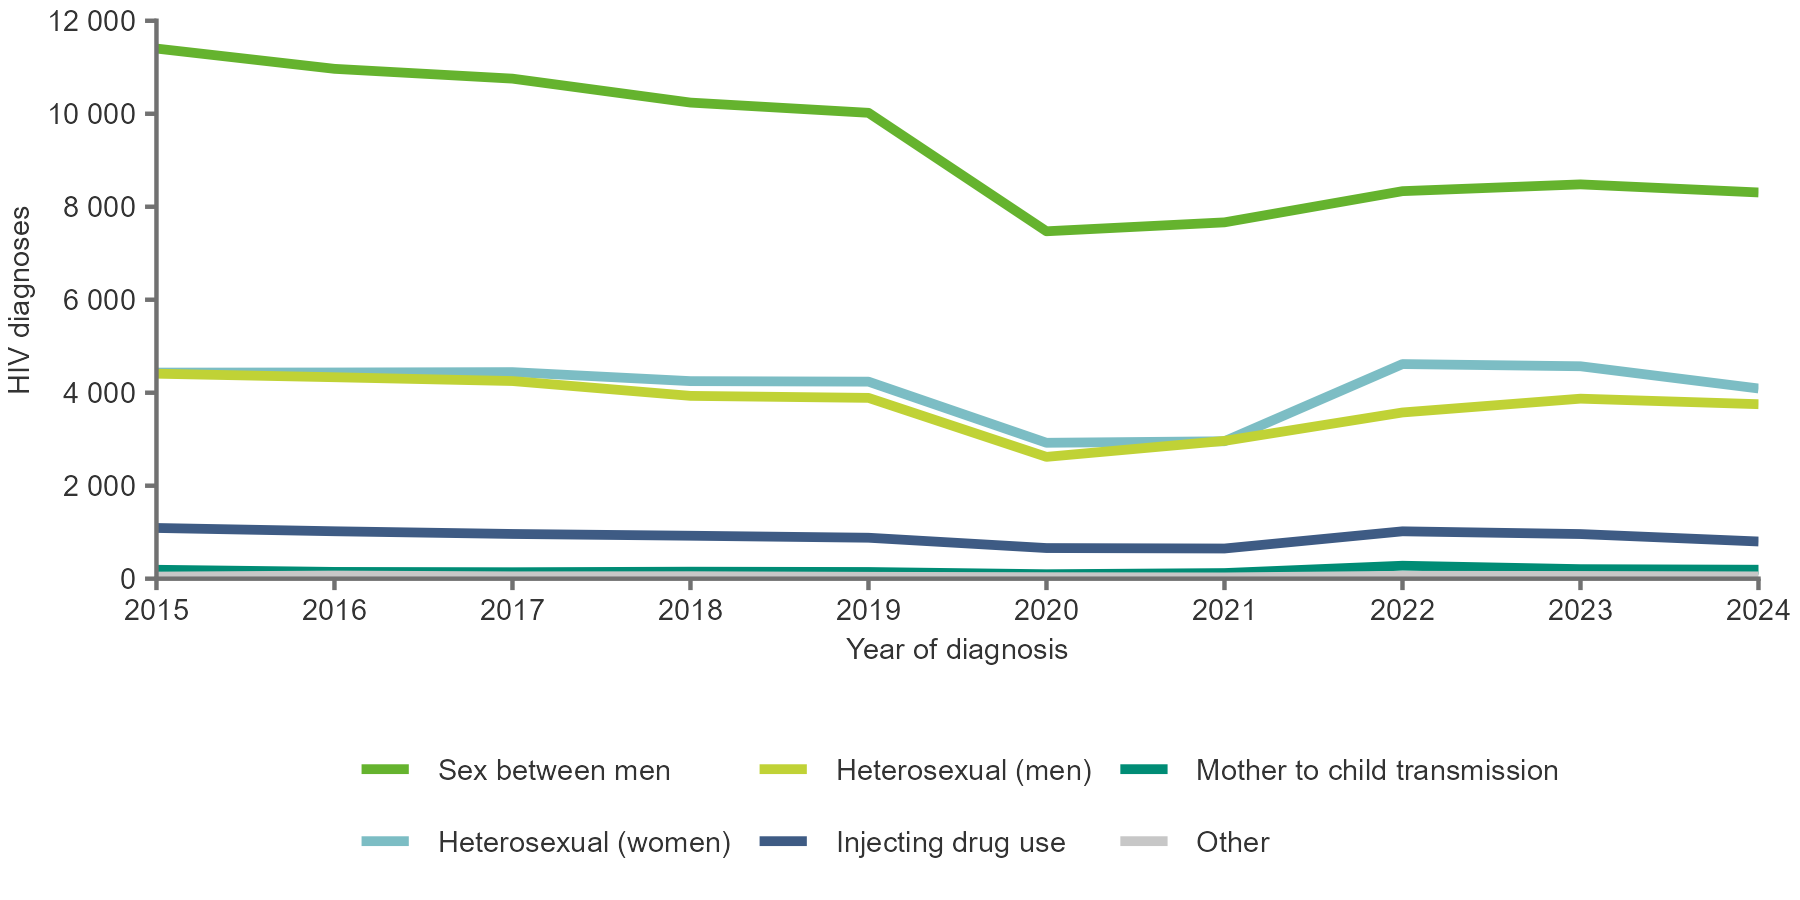 12 000
10 000
8 000
6 000
4 000
2 000
0
HIV diagnoses
2015 2016 2017 2018 2019 2020 2021 2022 2023 2024
Year of diagnosis
Sex between men Heterosexual (men) Mother to child transmission
Heterosexual (women) Injecting drug use Other